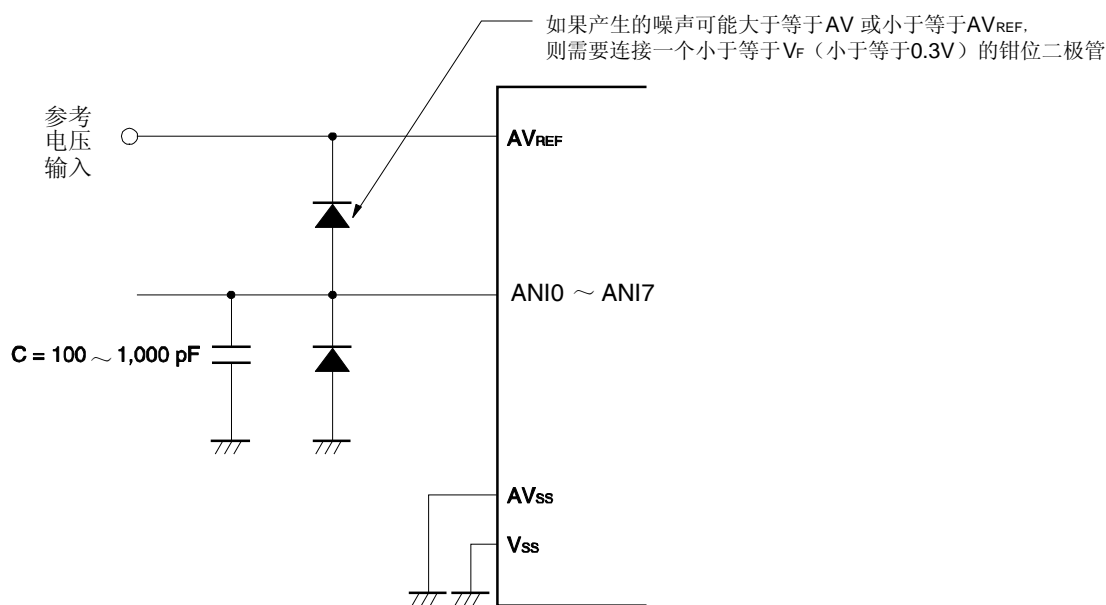 如果产生的噪声可能大于等于AV 或小于等于AVREF,
则需要连接一个小于等于VF（小于等于0.3V）的钳位二极管
参考
电压
输入
AVREF
ANI0 ～ ANI7
C = 100 ～ 1,000 pF
AVSS
VSS